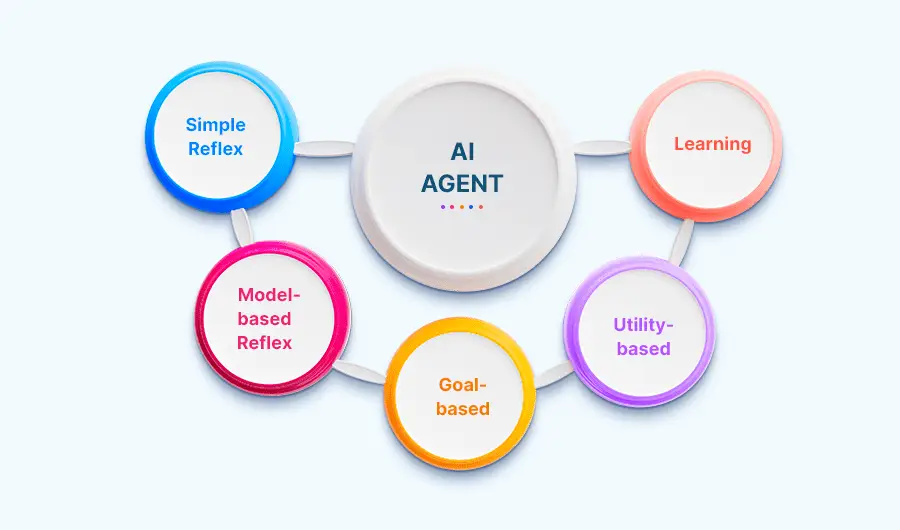 AI
AGENT
Simple
Reflex
Model-
based
Reflex
Goal-
based
Utility-
based
Learning